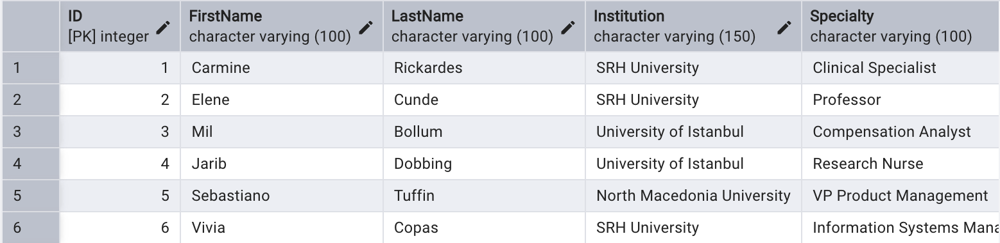 ID FirstName LastName Institution Specialty
[PK] integer character varying (100) character varying (100) character varying (150) character varying (100)
1 1 Carmine Rickardes SRH University Clinical Specialist
2 2 Elene Cunde SRH University Professor
3 3 Mil Bollum University of Istanbul Compensation Analyst
4 4 Jarib Dobbing University of Istanbul Research Nurse
5 5 Sebastiano Tuffin North Macedonia University VP Product Management
6 6 Vivia Copas SRH University Information Systems